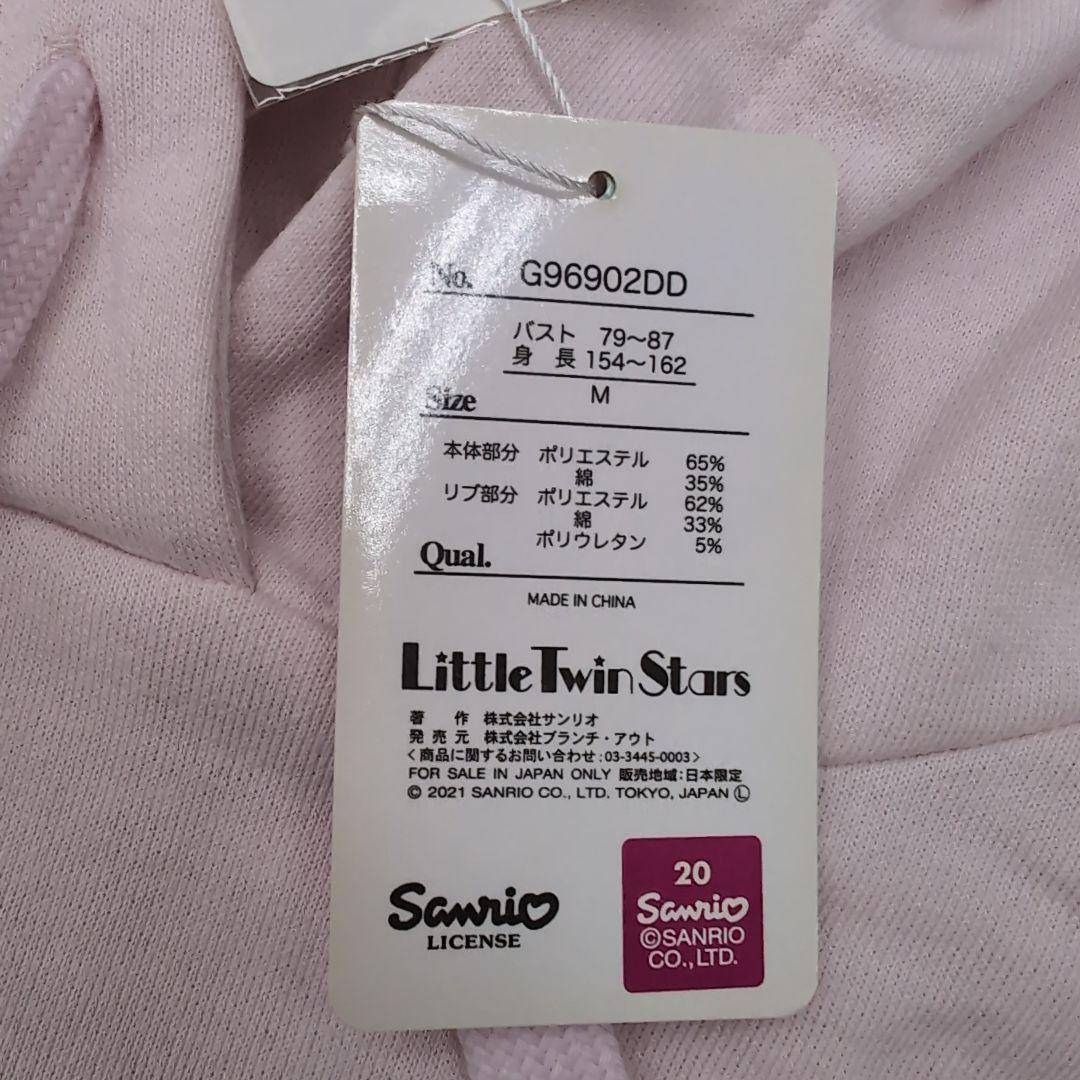 No. G96902DD
バスト 79～87
身 長 154～162
Size M
本体部分 ポリエステル 65%
綿 35%
リブ部分 ポリエステル 62%
綿 33%
ポリウレタン 5%
Qual.
MADE IN CHINA
Little Twin Stars
著 作 株式会社サンリオ
発 売 元 株式会社ブランチ・アウト
<商品に関するお問い合わせ:03-3445-0003>
FOR SALE IN JAPAN ONLY 販売地域:日本限定
© 2021 SANRIO CO., LTD. TOKYO, JAPAN Ⓛ
Sanrio
LICENSE
20
Sanrio
©SANRIO
CO.,LTD.